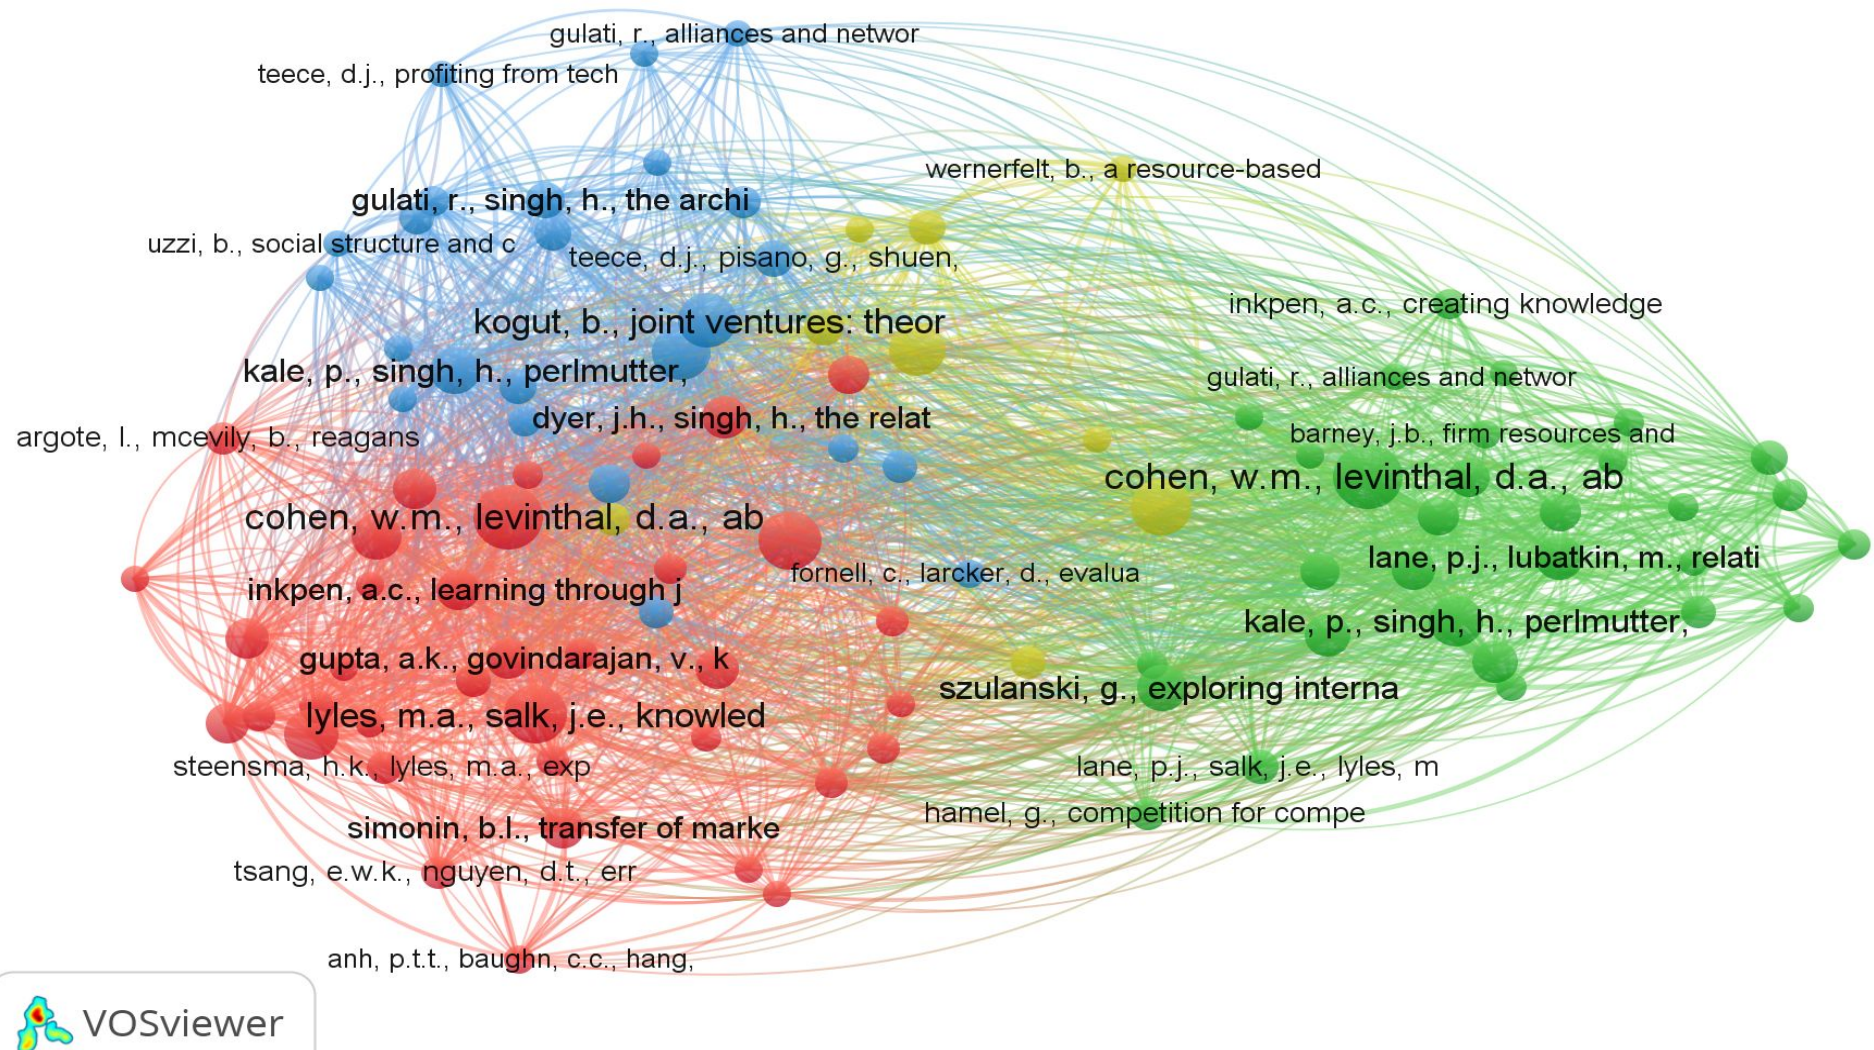 gulati, r., alliances and networ
teece, d.j., profiting from tech
wernerfelt, b., a resource-based
gulati, r., singh, h., the archi
uzzi, b., social structure and c
teece, d.j., pisano, g., shuen,
inkpen, a.c., creating knowledge
kogut, b., joint ventures: theor
kale, p., singh, h., perlmutter,
gulati, r., alliances and networ
dyer, j.h., singh, h., the relat
argote, l., mcevily, b., reagans
barney, j.b., firm resources and
cohen, w.m., levinthal, d.a., ab
cohen, w.m., levinthal, d.a., ab
lane, p.j., lubatkin, m., relati
fornell, c., larcker, d., evalua
inkpen, a.c., learning through j
kale, p., singh, h., perlmutter,
gupta, a.k., govindarajan, v., k
szulanski, g., exploring interna
lyles, m.a., salk, j.e., knowled
steensma, h.k., lyles, m.a., exp
lane, p.j., salk, j.e., lyles, m
hamel, g., competition for compe
simonin, b.l., transfer of marke
tsang, e.w.k., nguyen, d.t., err
anh, p.t.t., baughn, c.c., hang,
VOSviewer